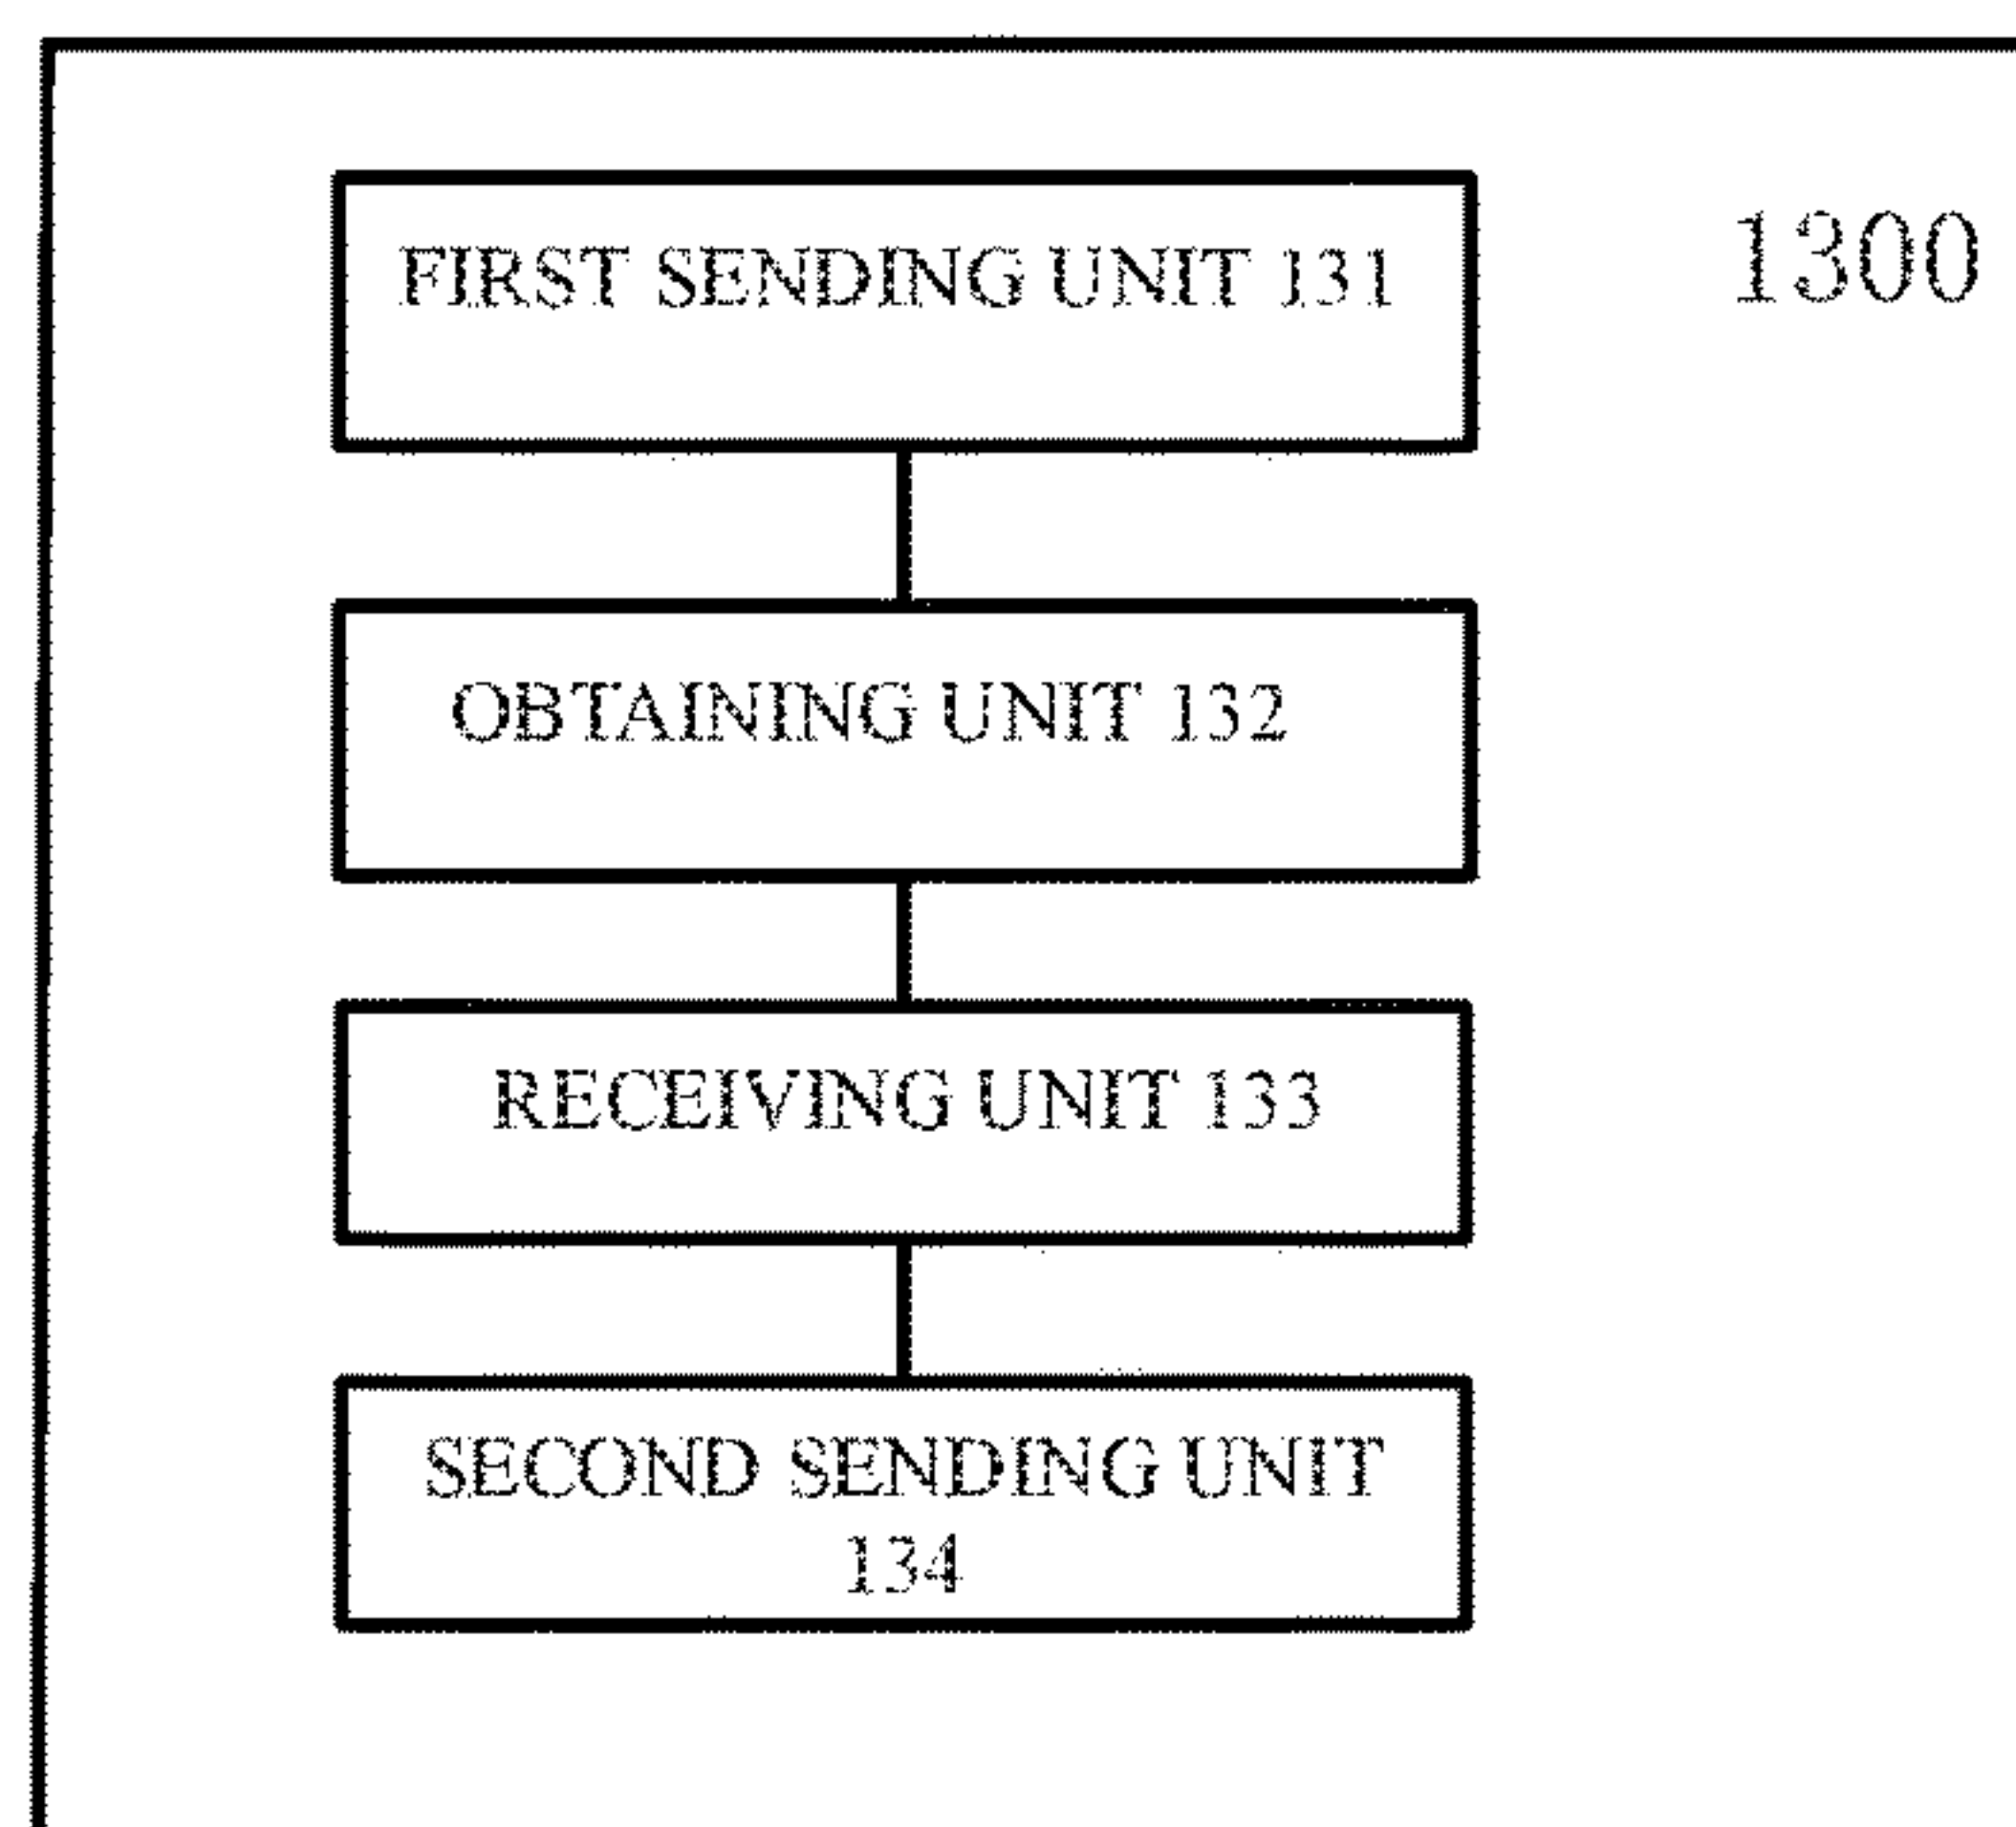 FIRST SENDING UNIT 131
1300
OBTAINING UNIT 132
RECEIVING UNIT 133
SECOND SENDING UNIT
134